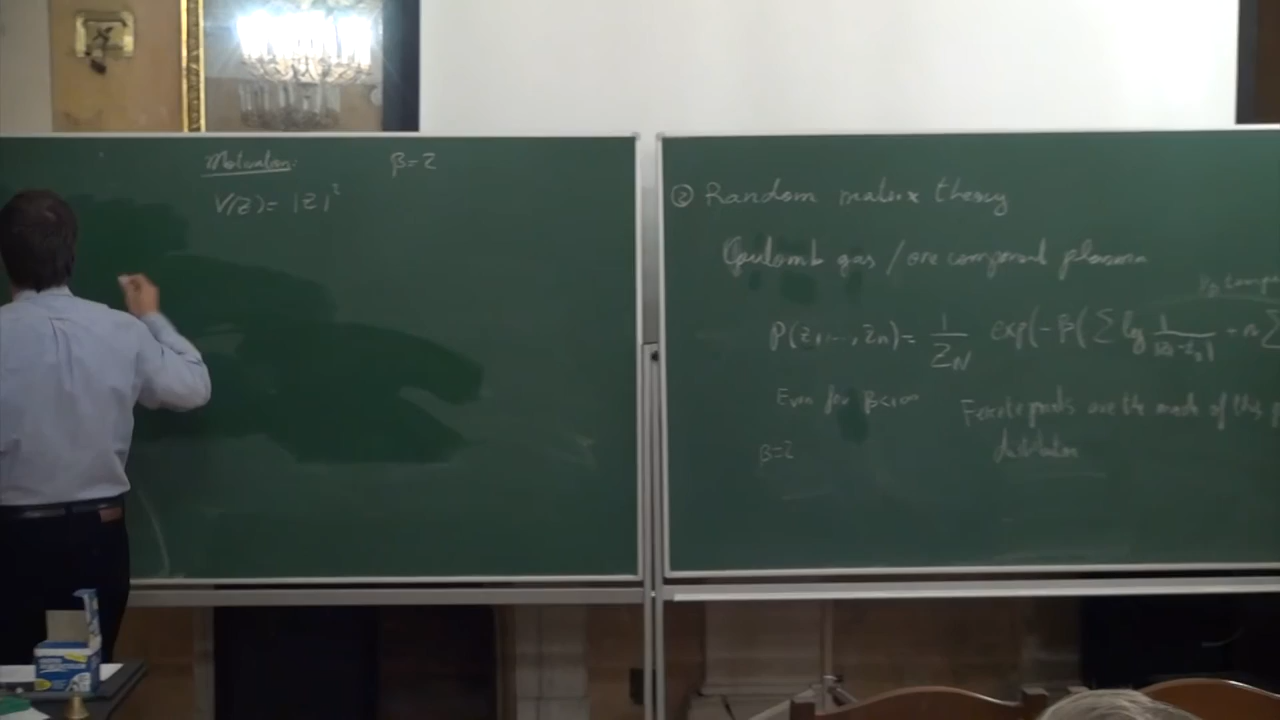 Motivation: β=2
V(z)= |z|²
② Random matrix theory
Coulomb gas / one component plasma
P(z₁,…,zₙ)= 1/Z_N exp(-β(Σ log 1/|zᵢ-zⱼ| + n Σ
Even for β<∞ Fekete points are the mode of this
β=2 distribution